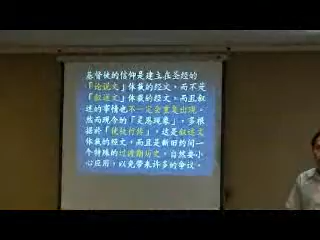 基督徒的信仰是建立在圣经的
「论说文」体裁的经文，而不是
「叙述文」体裁的经文。而且叙
述的事情也不一定会重复出现。
然而现今的「灵恩现象」，多根
据於「使徒行传」，这是叙述文
体裁的经文，而且是新旧约间一
个特殊的过渡期历史，自然要小
心应用，以免带来许多的争议。